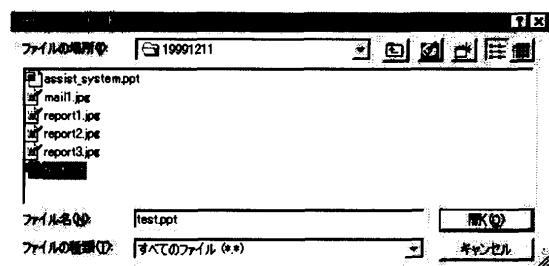 ファイルの場所(I): 19991211
assist_system.ppt
mail1.jpg
report1.jpg
report2.jpg
report3.jpg
ファイル名(N): test.ppt 開く(O)
ファイルの種類(T): すべてのファイル (*.*) キャンセル